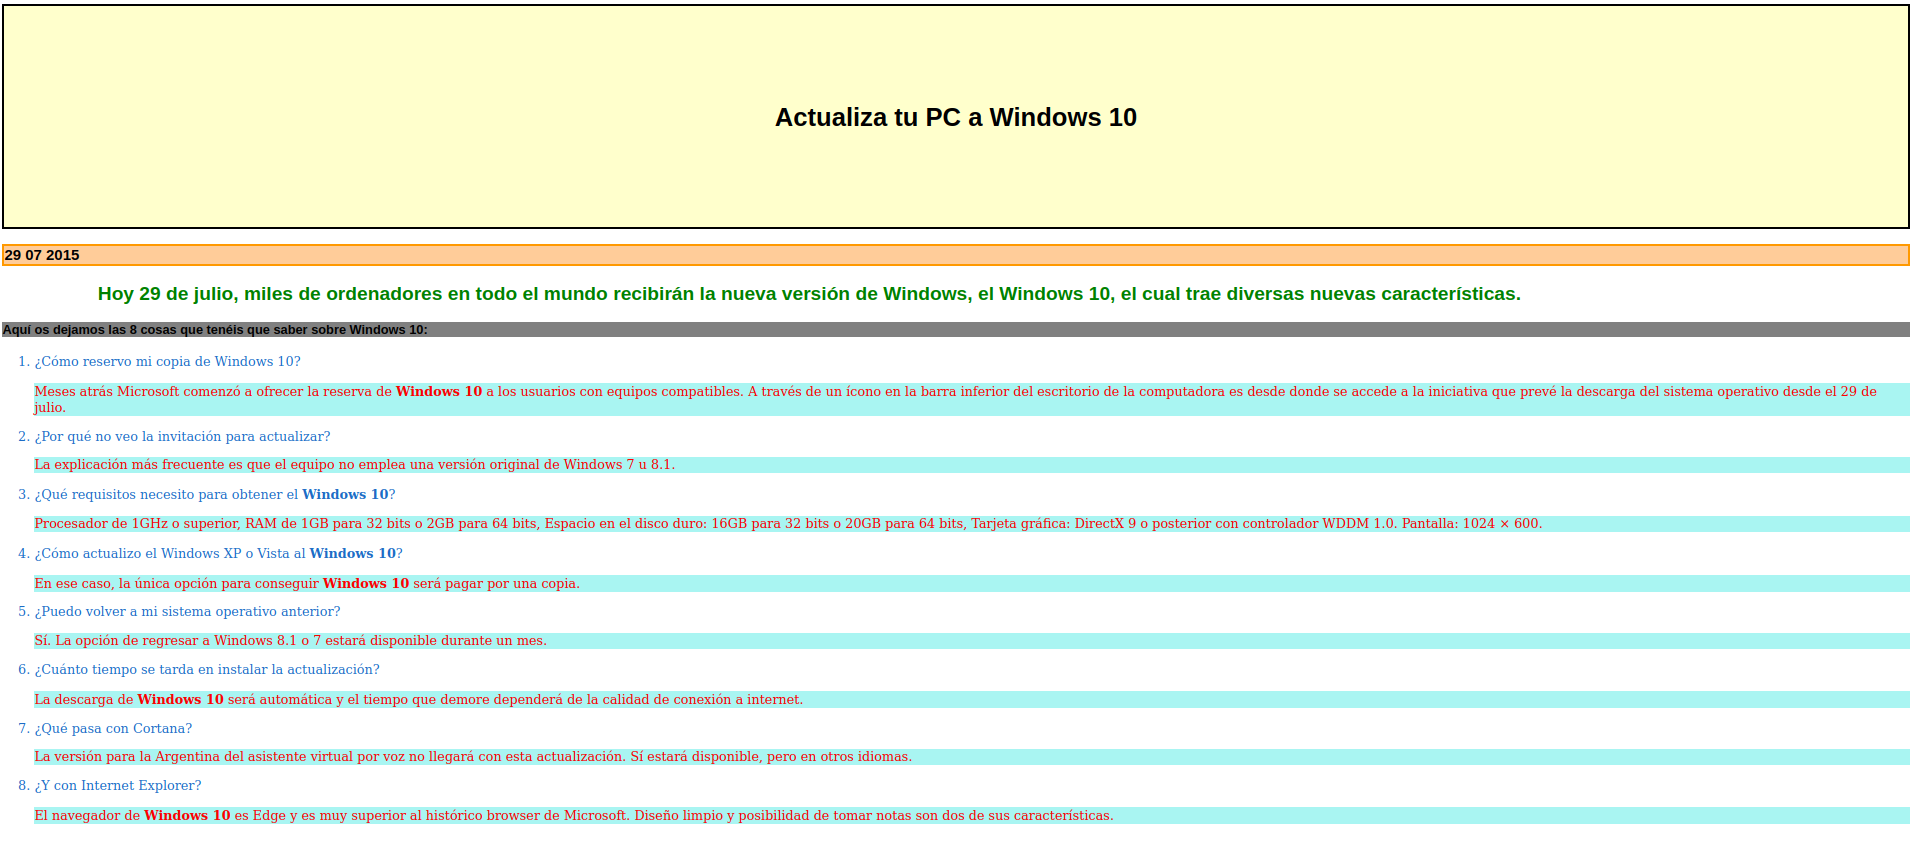 Actualiza tu PC a Windows 10
29 07 2015
Hoy 29 de julio, miles de ordenadores en todo el mundo recibirán la nueva versión de Windows, el Windows 10, el cual trae diversas nuevas características.
Aquí os dejamos las 8 cosas que tenéis que saber sobre Windows 10:
1. ¿Cómo reservo mi copia de Windows 10?
Meses atrás Microsoft comenzó a ofrecer la reserva de Windows 10 a los usuarios con equipos compatibles. A través de un ícono en la barra inferior del escritorio de la computadora es desde donde se accede a la iniciativa que prevé la descarga del sistema operativo desde el 29 de
julio.
2. ¿Por qué no veo la invitación para actualizar?
La explicación más frecuente es que el equipo no emplea una versión original de Windows 7 u 8.1.
3. ¿Qué requisitos necesito para obtener el Windows 10?
Procesador de 1GHz o superior, RAM de 1GB para 32 bits o 2GB para 64 bits, Espacio en el disco duro: 16GB para 32 bits o 20GB para 64 bits, Tarjeta gráfica: DirectX 9 o posterior con controlador WDDM 1.0. Pantalla: 1024 × 600.
4. ¿Cómo actualizo el Windows XP o Vista al Windows 10?
En ese caso, la única opción para conseguir Windows 10 será pagar por una copia.
5. ¿Puedo volver a mi sistema operativo anterior?
Sí. La opción de regresar a Windows 8.1 o 7 estará disponible durante un mes.
6. ¿Cuánto tiempo se tarda en instalar la actualización?
La descarga de Windows 10 será automática y el tiempo que demore dependerá de la calidad de conexión a internet.
7. ¿Qué pasa con Cortana?
La versión para la Argentina del asistente virtual por voz no llegará con esta actualización. Sí estará disponible, pero en otros idiomas.
8. ¿Y con Internet Explorer?
El navegador de Windows 10 es Edge y es muy superior al histórico browser de Microsoft. Diseño limpio y posibilidad de tomar notas son dos de sus características.